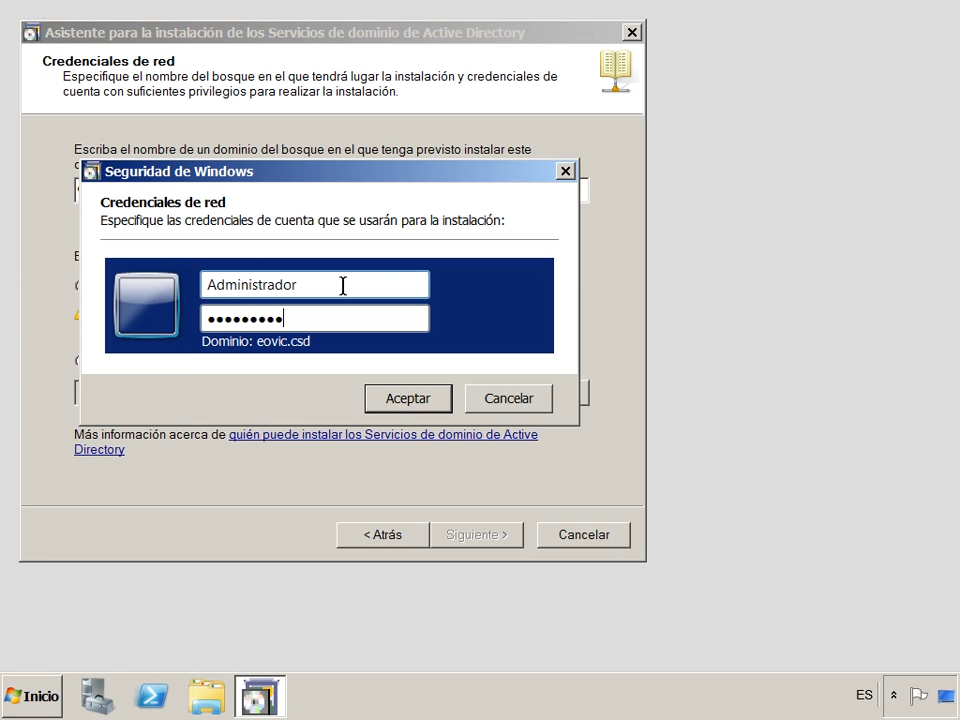 Asistente para la instalación de los Servicios de dominio de Active Directory
Credenciales de red
Especifique el nombre del bosque en el que tendrá lugar la instalación y credenciales de
cuenta con suficientes privilegios para realizar la instalación.
Escriba el nombre de un dominio del bosque en el que tenga previsto instalar este
Seguridad de Windows
Credenciales de red
Especifique las credenciales de cuenta que se usarán para la instalación:
Administrador
●●●●●●●●●
Dominio: eovic.csd
Aceptar
Cancelar
Más información acerca de quién puede instalar los Servicios de dominio de Active
Directory
< Atrás
Siguiente >
Cancelar
Inicio
ES